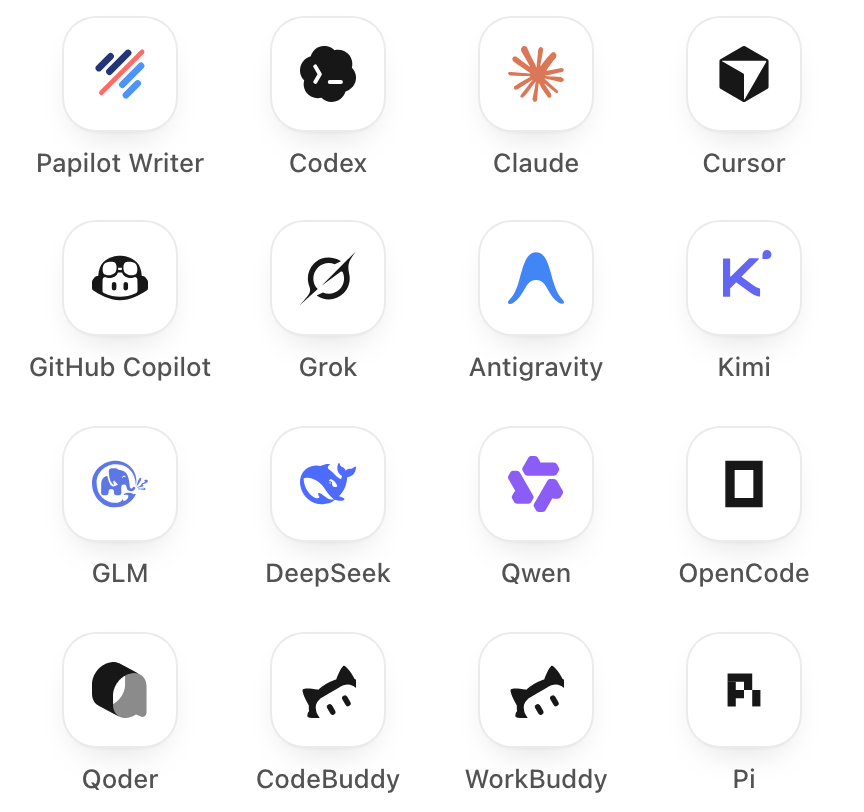 Papilot Writer
Codex
Claude
Cursor
GitHub Copilot
Grok
Antigravity
Kimi
GLM
DeepSeek
Qwen
OpenCode
Qoder
CodeBuddy
WorkBuddy
Pi